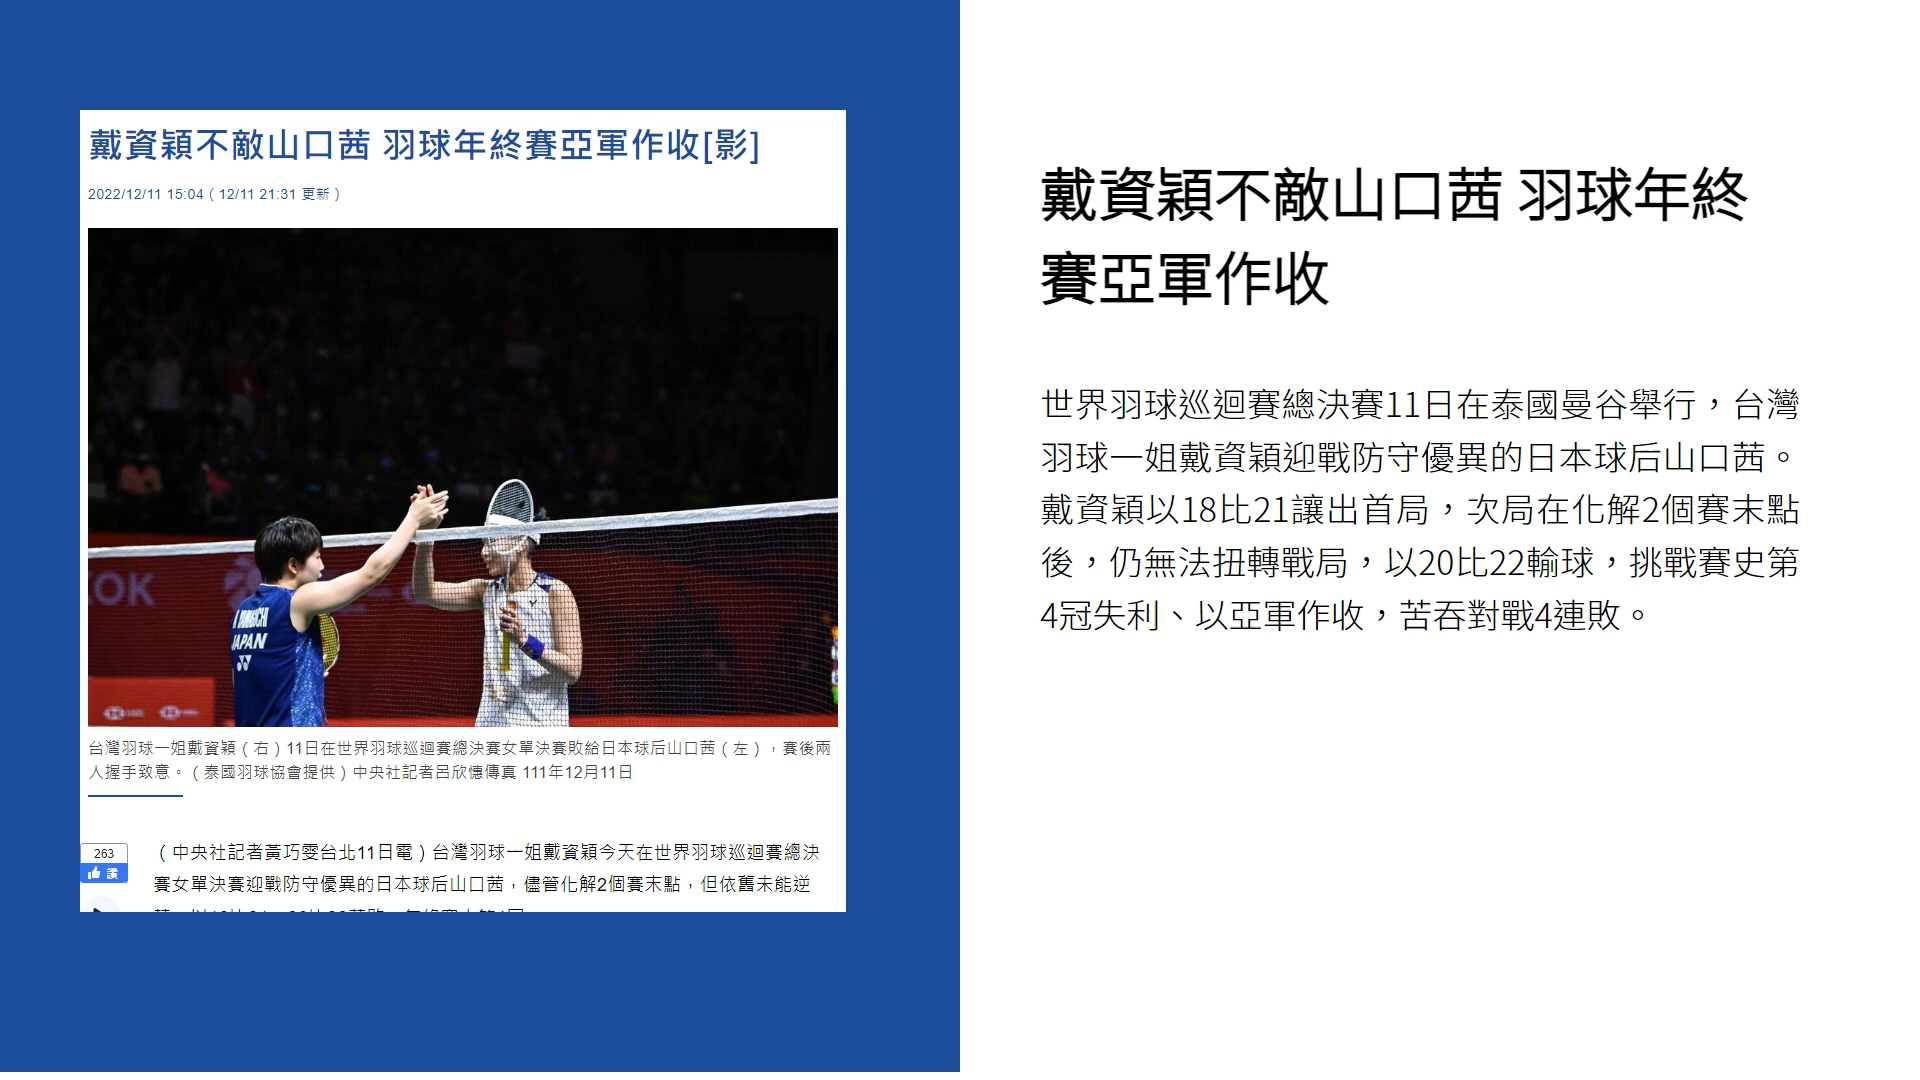 戴資穎不敵山口茜 羽球年終賽亞軍作收[影]
2022/12/11 15:04（12/11 21:31 更新）
KOK
YAMAGUCHI
JAPAN
台灣羽球一姐戴資穎（右）11日在世界羽球巡迴賽總決賽女單決賽敗給日本球后山口茜（左），賽後兩
人握手致意。（泰國羽球協會提供）中央社記者呂欣憓傳真 111年12月11日
263
讚
（中央社記者黃巧雯台北11日電）台灣羽球一姐戴資穎今天在世界羽球巡迴賽總決
賽女單決賽迎戰防守優異的日本球后山口茜，儘管化解2個賽末點，但依舊未能逆
戴資穎不敵山口茜 羽球年終
賽亞軍作收
世界羽球巡迴賽總決賽11日在泰國曼谷舉行，台灣
羽球一姐戴資穎迎戰防守優異的日本球后山口茜。
戴資穎以18比21讓出首局，次局在化解2個賽末點
後，仍無法扭轉戰局，以20比22輸球，挑戰賽史第
4冠失利、以亞軍作收，苦吞對戰4連敗。